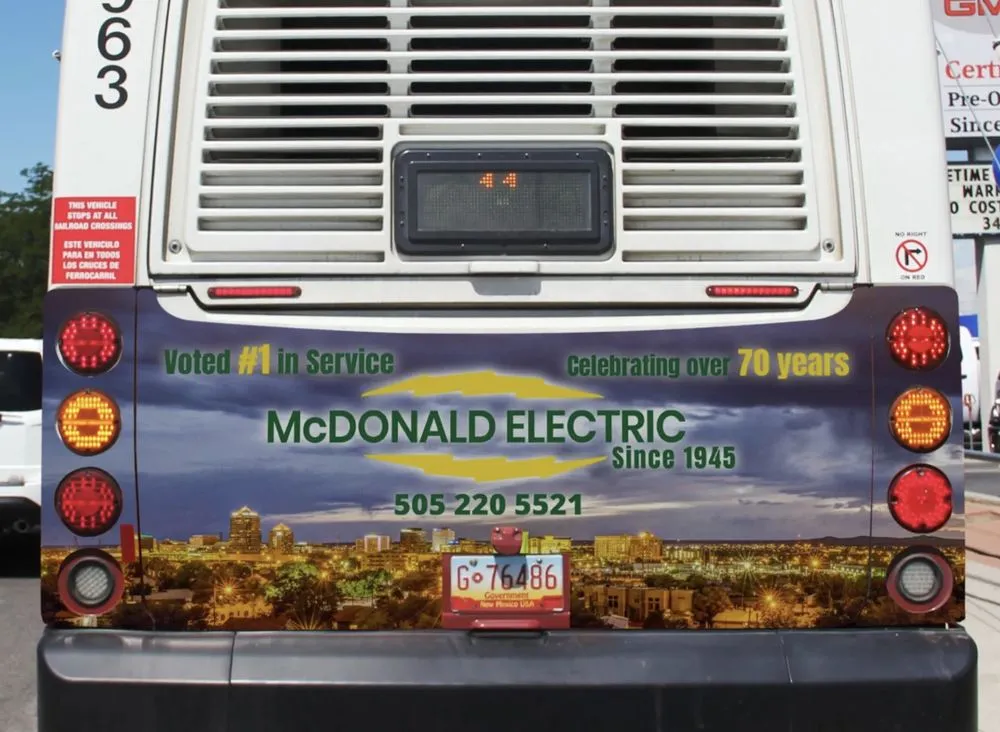 63
GM
Certi
Pre-O
Since
ETIME
WARR
O COST
34
THIS VEHICLE
STOPS AT ALL
RAILROAD CROSSINGS
ESTE VEHICULO
PARA EN TODOS
LOS CRUCES DE
FERROCARRIL
NO RIGHT
ON RED
Voted #1 in Service
Celebrating over 70 years
McDONALD ELECTRIC
Since 1945
505 220 5521
G 76486
Government
New Mexico USA